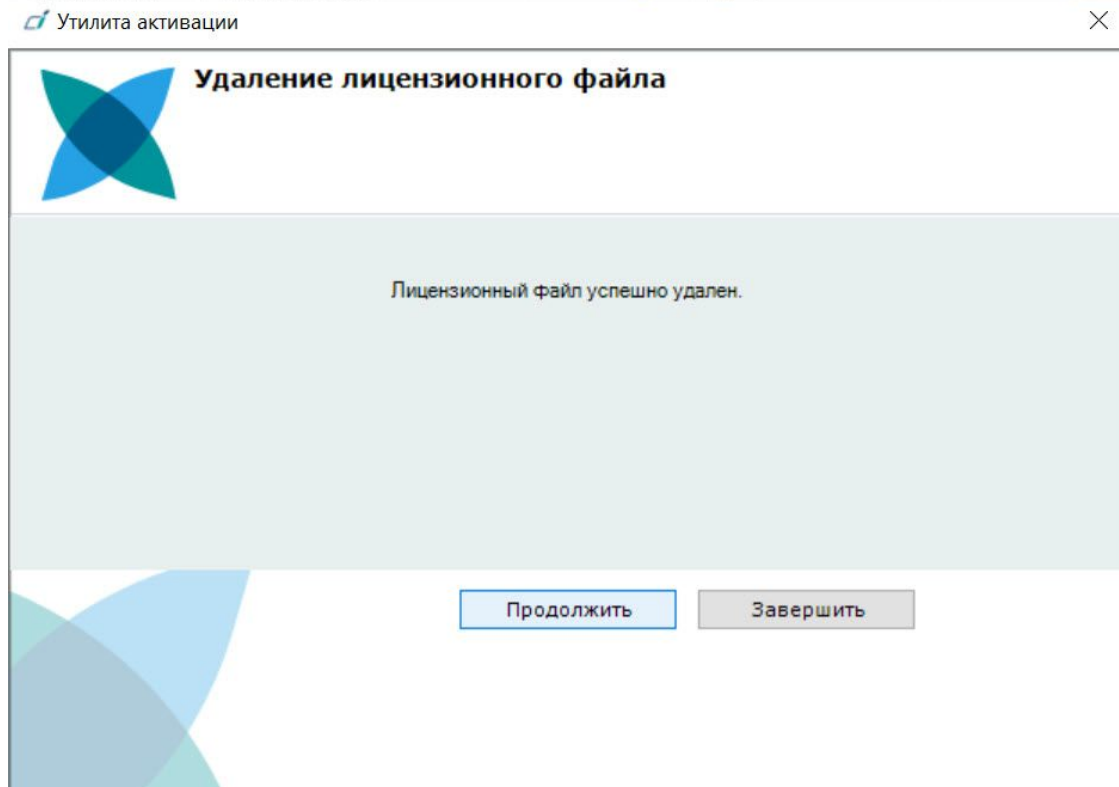 Утилита активации
Удаление лицензионного файла
Лицензионный файл успешно удален.
Продолжить
Завершить